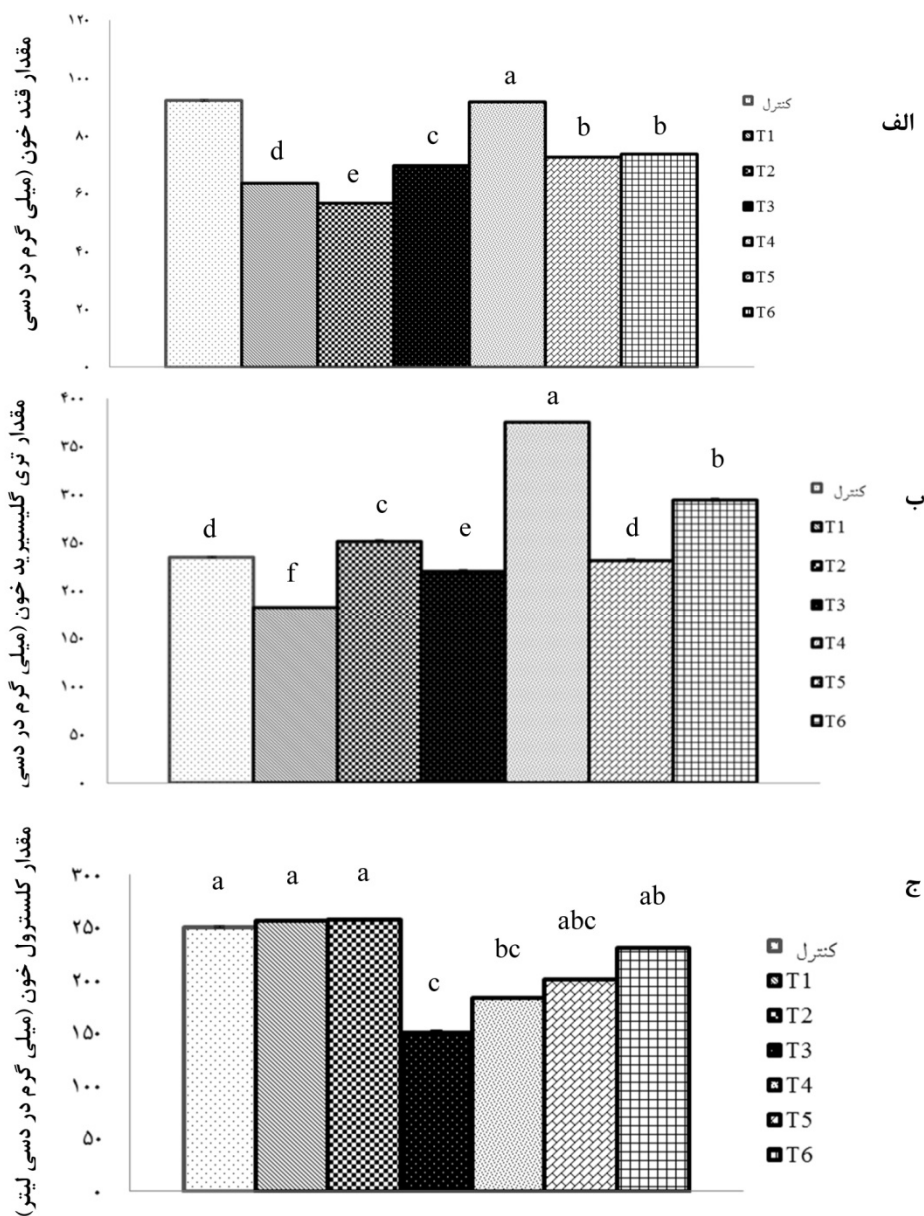 الف
مقدار قند خون (میلی گرم در دسی
۱۲۰
۱۰۰
۸۰
۶۰
۴۰
۲۰
۰
d
e
c
a
b
b
کنترل
T1
T2
T3
T4
T5
T6
ب
مقدار تری گلیسیرید خون (میلی گرم در دسی
۴۰۰
۳۵۰
۳۰۰
۲۵۰
۲۰۰
۱۵۰
۱۰۰
۵۰
۰
d
f
c
e
a
d
b
کنترل
T1
T2
T3
T4
T5
T6
ج
مقدار کلسترول خون (میلی گرم در دسی لیتر)
۳۰۰
۲۵۰
۲۰۰
۱۵۰
۱۰۰
۵۰
۰
a
a
a
c
bc
abc
ab
کنترل
T1
T2
T3
T4
T5
T6